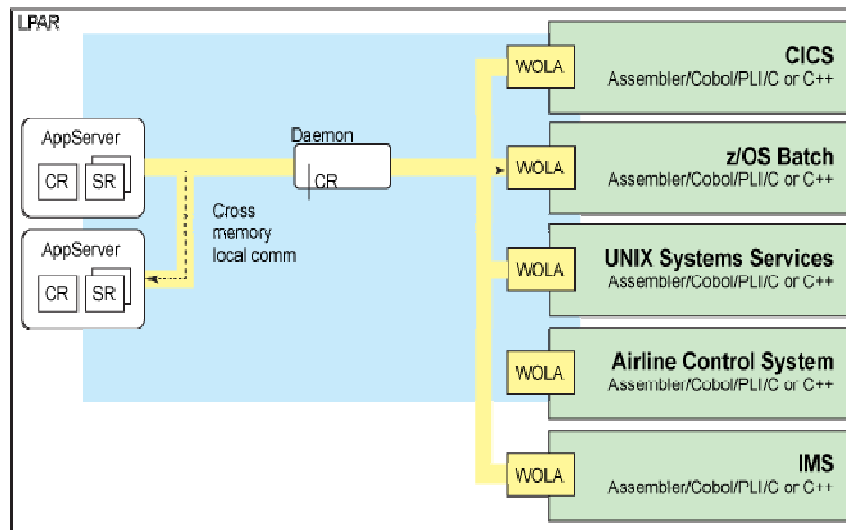 LPAR
AppServer
CR SR
AppServer
CR SR
Daemon
CR
Cross
memory
local comm
WOLA
CICS
Assembler/Cobol/PLI/C or C++
WOLA
z/OS Batch
Assembler/Cobol/PLI/C or C++
WOLA
UNIX Systems Services
Assembler/Cobol/PLI/C or C++
WOLA
Airline Control System
Assembler/Cobol/PLI/C or C++
WOLA
IMS
Assembler/Cobol/PLI/C or C++